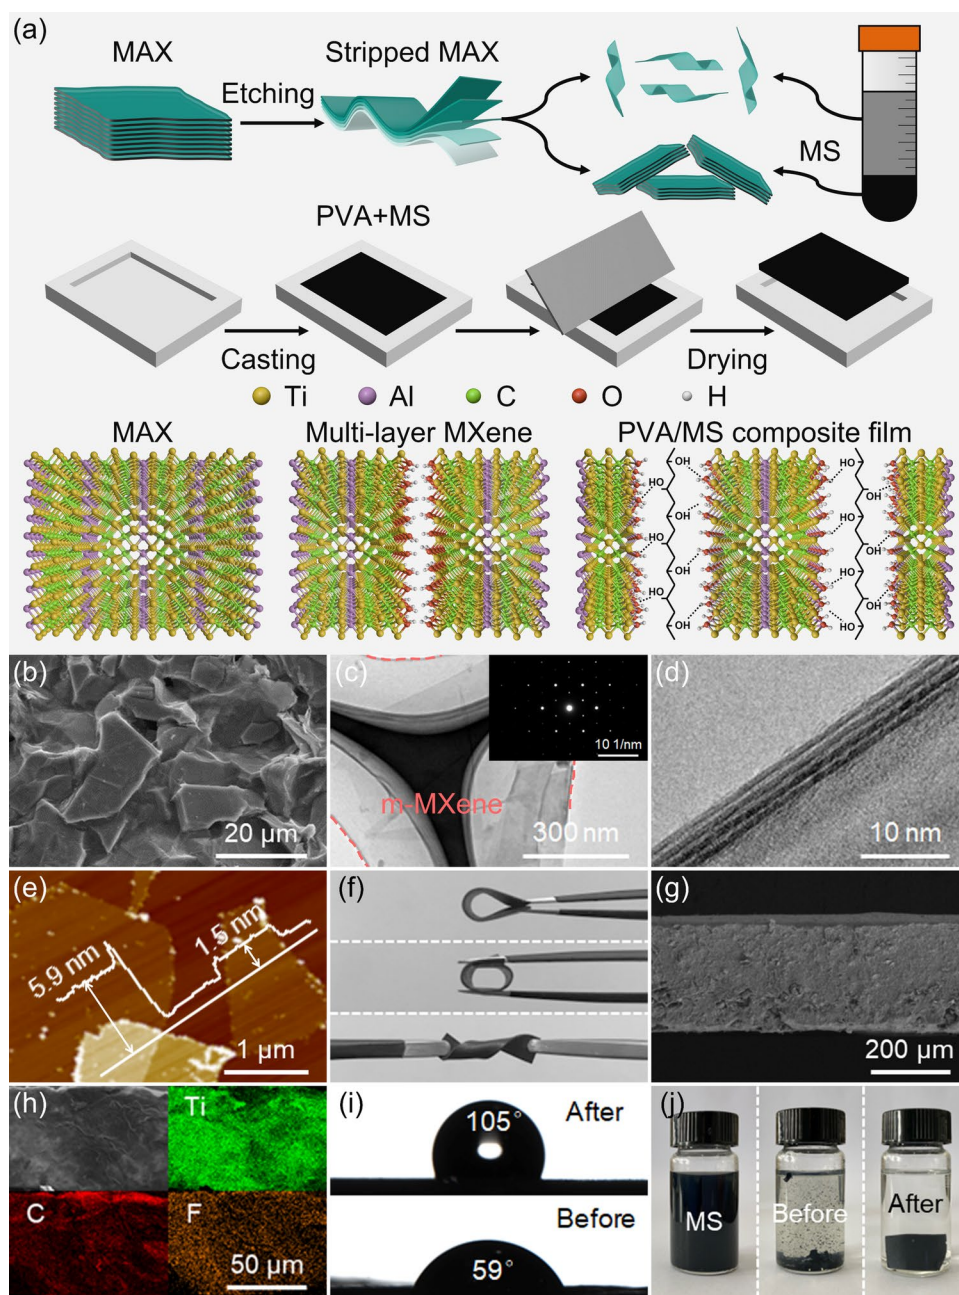 (a)
MAX
Stripped MAX
Etching
MS
PVA+MS
Casting
Drying
Ti Al C O H
MAX
Multi-layer MXene
PVA/MS composite film
OH
HO
OH
HO
OH
HO
OH
HO
OH
HO
OH
HO
OH
HO
(b)
20 μm
(c)
10 1/nm
m-MXene
300 nm
(d)
10 nm
(e)
5.9 nm
1.5 nm
1 μm
(f)
(g)
200 μm
(h)
Ti
C
F
50 μm
(i)
105°
After
Before
59°
(j)
MS
Before
After